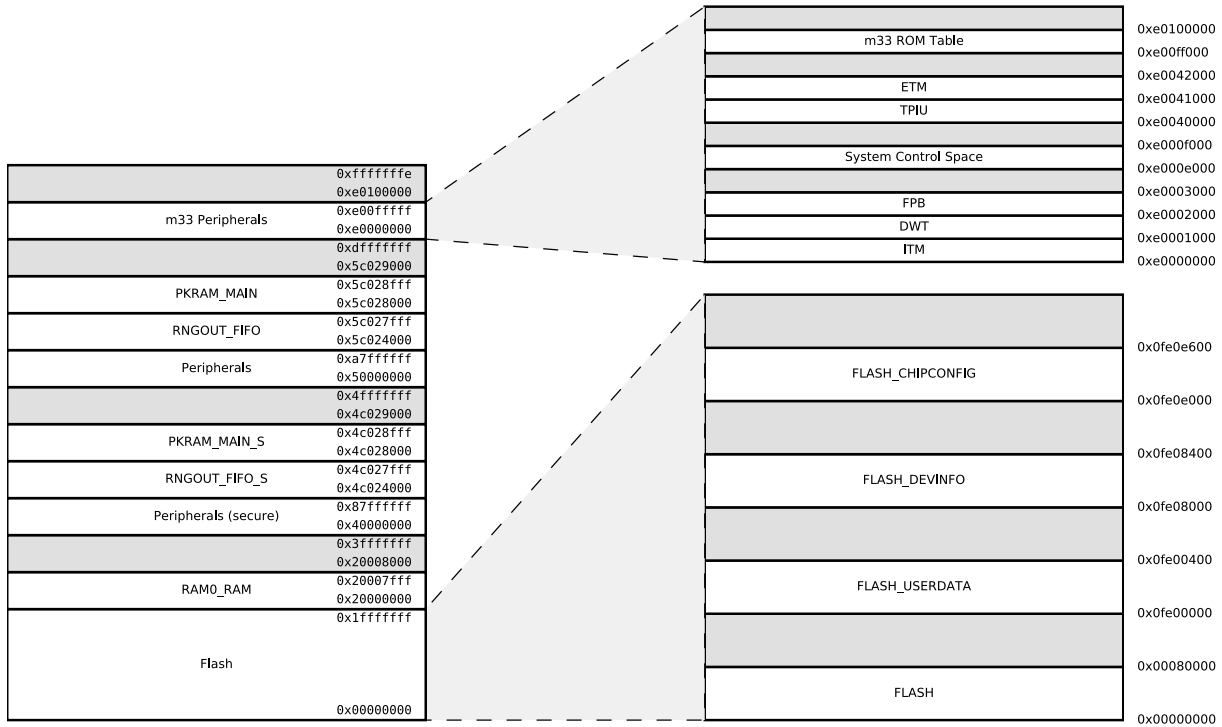 0xfffffffe
0xe0100000
m33 Peripherals
0xe00fffff
0xe0000000
0xdfffffff
0x5c029000
PKRAM_MAIN
0x5c028fff
0x5c028000
RNGOUT_FIFO
0x5c027fff
0x5c024000
Peripherals
0xa7ffffff
0x50000000
0x4fffffff
0x4c029000
PKRAM_MAIN_S
0x4c028fff
0x4c028000
RNGOUT_FIFO_S
0x4c027fff
0x4c024000
Peripherals (secure)
0x87ffffff
0x40000000
0x3fffffff
0x20008000
RAM0_RAM
0x20007fff
0x20000000
0x1fffffff
Flash
0x00000000
0xe0100000
m33 ROM Table
0xe00ff000
0xe0042000
ETM
0xe0041000
TPIU
0xe0040000
0xe000f000
System Control Space
0xe000e000
0xe0003000
FPB
0xe0002000
DWT
0xe0001000
ITM
0xe0000000
0x0fe0e600
FLASH_CHIPCONFIG
0x0fe0e000
0x0fe08400
FLASH_DEVINFO
0x0fe08000
0x0fe00400
FLASH_USERDATA
0x0fe00000
0x00080000
FLASH
0x00000000